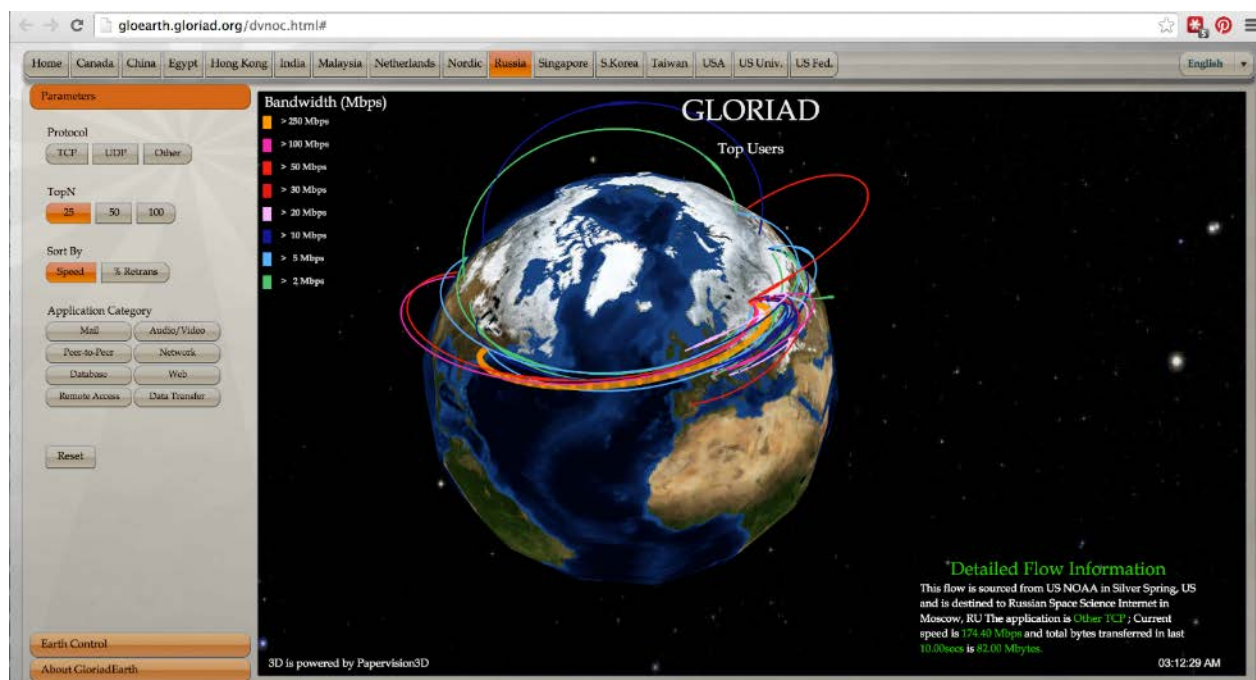 gloearth.gloriad.org/dvnoc.html#
Home Canada China Egypt Hong Kong India Malaysia Netherlands Nordic Russia Singapore S.Korea Taiwan USA US Univ. US Fed. English
Parameters
Protocol
TCP UDP Other
TopN
25 50 100
Sort By
Speed % Retrans
Application Category
Mail Audio/Video
Peer-to-Peer Network
Database Web
Remote Access Data Transfer
Reset
Earth Control
About GloriadEarth
Bandwidth (Mbps)
> 250 Mbps
> 100 Mbps
> 50 Mbps
> 30 Mbps
> 20 Mbps
> 10 Mbps
> 5 Mbps
> 2 Mbps
GLORIAD
Top Users
Detailed Flow Information
This flow is sourced from US NOAA in Silver Spring, US
and is destined to Russian Space Science Internet in
Moscow, RU The application is Other TCP ; Current
speed is 174.40 Mbps and total bytes transferred in last
10.00secs is 82.00 Mbytes.
3D is powered by Papervision3D
03:12:29 AM